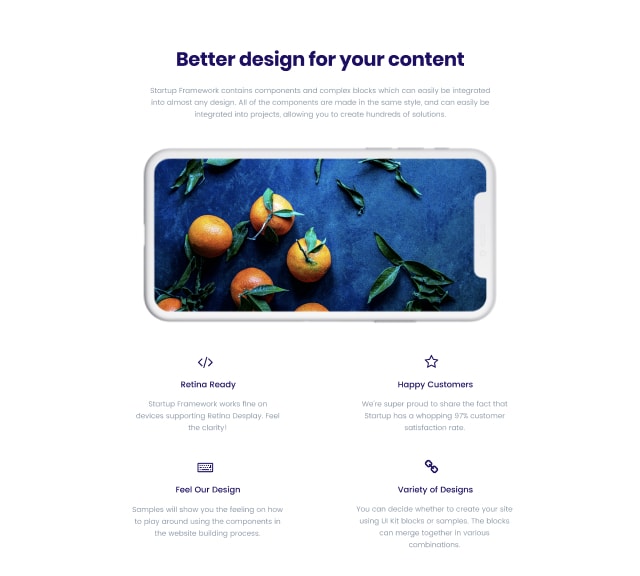 Better design for your content
Startup Framework contains components and complex blocks which can easily be integrated
into almost any design. All of the components are made in the same style, and can easily be
integrated into projects, allowing you to create hundreds of solutions.
Retina Ready
Startup Framework works fine on
devices supporting Retina Desplay. Feel
the clarity!
Happy Customers
We're super proud to share the fact that
Startup has a whopping 97% customer
satisfaction rate.
Feel Our Design
Samples will show you the feeling on how
to play around using the components in
the website building process.
Variety of Designs
You can decide whether to create your site
using UI Kit blocks or samples. The blocks
can merge together in various
combinations.